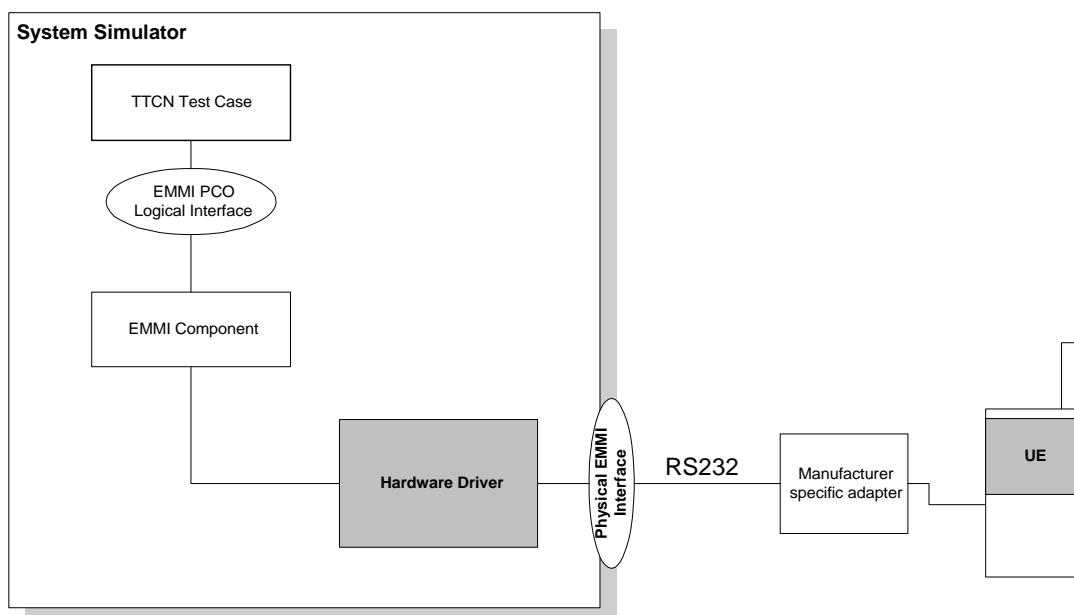 System Simulator
TTCN Test Case
EMMI PCO
Logical Interface
EMMI Component
Hardware Driver
Physical EMMI
Interface
RS232
Manufacturer
specific adapter
UE